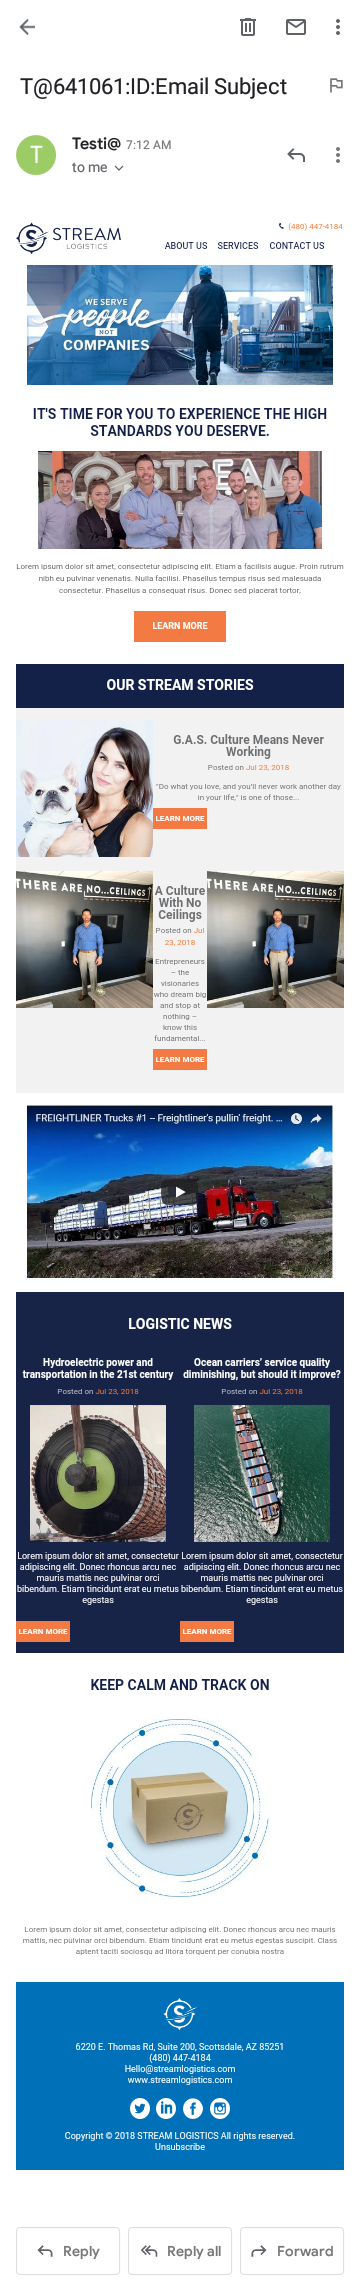 T@641061:ID:Email Subject
T
Testi@ 7:12 AM
to me
STREAM
LOGISTICS
(480) 447-4184
ABOUT US SERVICES CONTACT US
WE SERVE
people
NOT
COMPANIES
IT'S TIME FOR YOU TO EXPERIENCE THE HIGH
STANDARDS YOU DESERVE.
STREAM
Lorem ipsum dolor sit amet, consectetur adipiscing elit. Etiam a facilisis augue. Proin rutrum
nibh eu pulvinar venenatis. Nulla facilisi. Phasellus tempus risus sed malesuada
consectetur. Phasellus a consequat risus. Donec sed placerat tortor,
LEARN MORE
OUR STREAM STORIES
G.A.S. Culture Means Never
Working
Posted on Jul 23, 2018
"Do what you love, and you'll never work another day
in your life," is one of those...
LEARN MORE
THERE ARE NO...CEILINGS
A Culture
With No
Ceilings
Posted on Jul
23, 2018
Entrepreneurs
– the
visionaries
who dream big
and stop at
nothing –
know this
fundamental...
LEARN MORE
THERE ARE NO...CEILINGS
FREIGHTLINER Trucks #1 – Freightliner's pullin' freight. ...
LOGISTIC NEWS
Hydroelectric power and
transportation in the 21st century
Posted on Jul 23, 2018
Lorem ipsum dolor sit amet, consectetur
adipiscing elit. Donec rhoncus arcu nec
mauris mattis nec pulvinar orci
bibendum. Etiam tincidunt erat eu metus
egestas
LEARN MORE
Ocean carriers' service quality
diminishing, but should it improve?
Posted on Jul 23, 2018
Lorem ipsum dolor sit amet, consectetur
adipiscing elit. Donec rhoncus arcu nec
mauris mattis nec pulvinar orci
bibendum. Etiam tincidunt erat eu metus
egestas
LEARN MORE
KEEP CALM AND TRACK ON
Lorem ipsum dolor sit amet, consectetur adipiscing elit. Donec rhoncus arcu nec mauris
mattis, nec pulvinar orci bibendum. Etiam tincidunt erat eu metus egestas suscipit. Class
aptent taciti sociosqu ad litora torquent per conubia nostra
6220 E. Thomas Rd, Suite 200, Scottsdale, AZ 85251
(480) 447-4184
Hello@streamlogistics.com
www.streamlogistics.com
Copyright © 2018 STREAM LOGISTICS All rights reserved.
Unsubscribe
Reply
Reply all
Forward